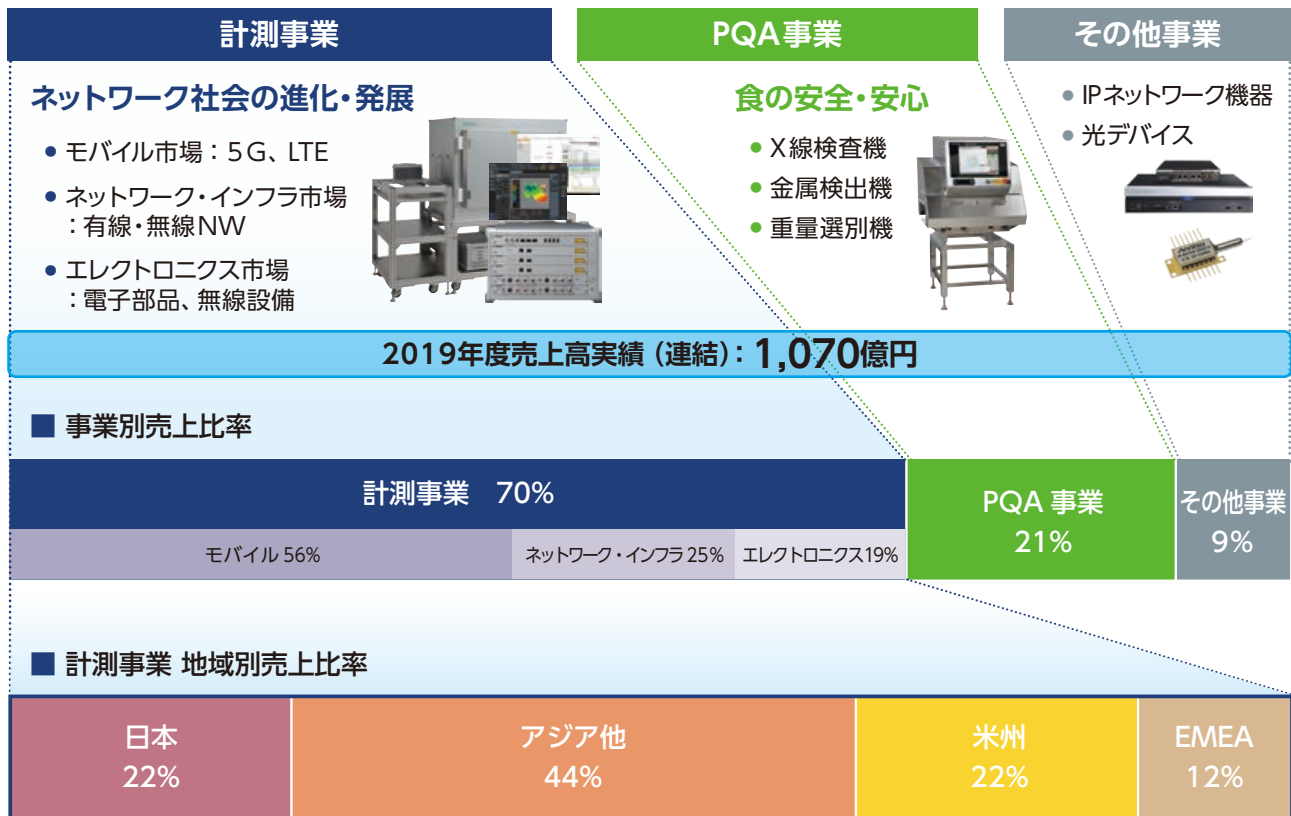 計測事業
PQA事業
その他事業
ネットワーク社会の進化・発展
• モバイル市場：5G、LTE
• ネットワーク・インフラ市場
：有線・無線NW
• エレクトロニクス市場
：電子部品、無線設備
食の安全・安心
• X線検査機
• 金属検出機
• 重量選別機
• IPネットワーク機器
• 光デバイス
2019年度売上高実績（連結）：1,070億円
■ 事業別売上比率
計測事業 70%
モバイル 56%
ネットワーク・インフラ 25%
エレクトロニクス19%
PQA 事業
21%
その他事業
9%
■ 計測事業 地域別売上比率
日本
22%
アジア他
44%
米州
22%
EMEA
12%